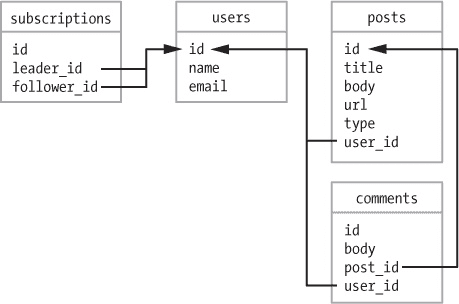 subscriptions
id
leader_id
follower_id
users
id
name
email
posts
id
title
body
url
type
user_id
comments
id
body
post_id
user_id